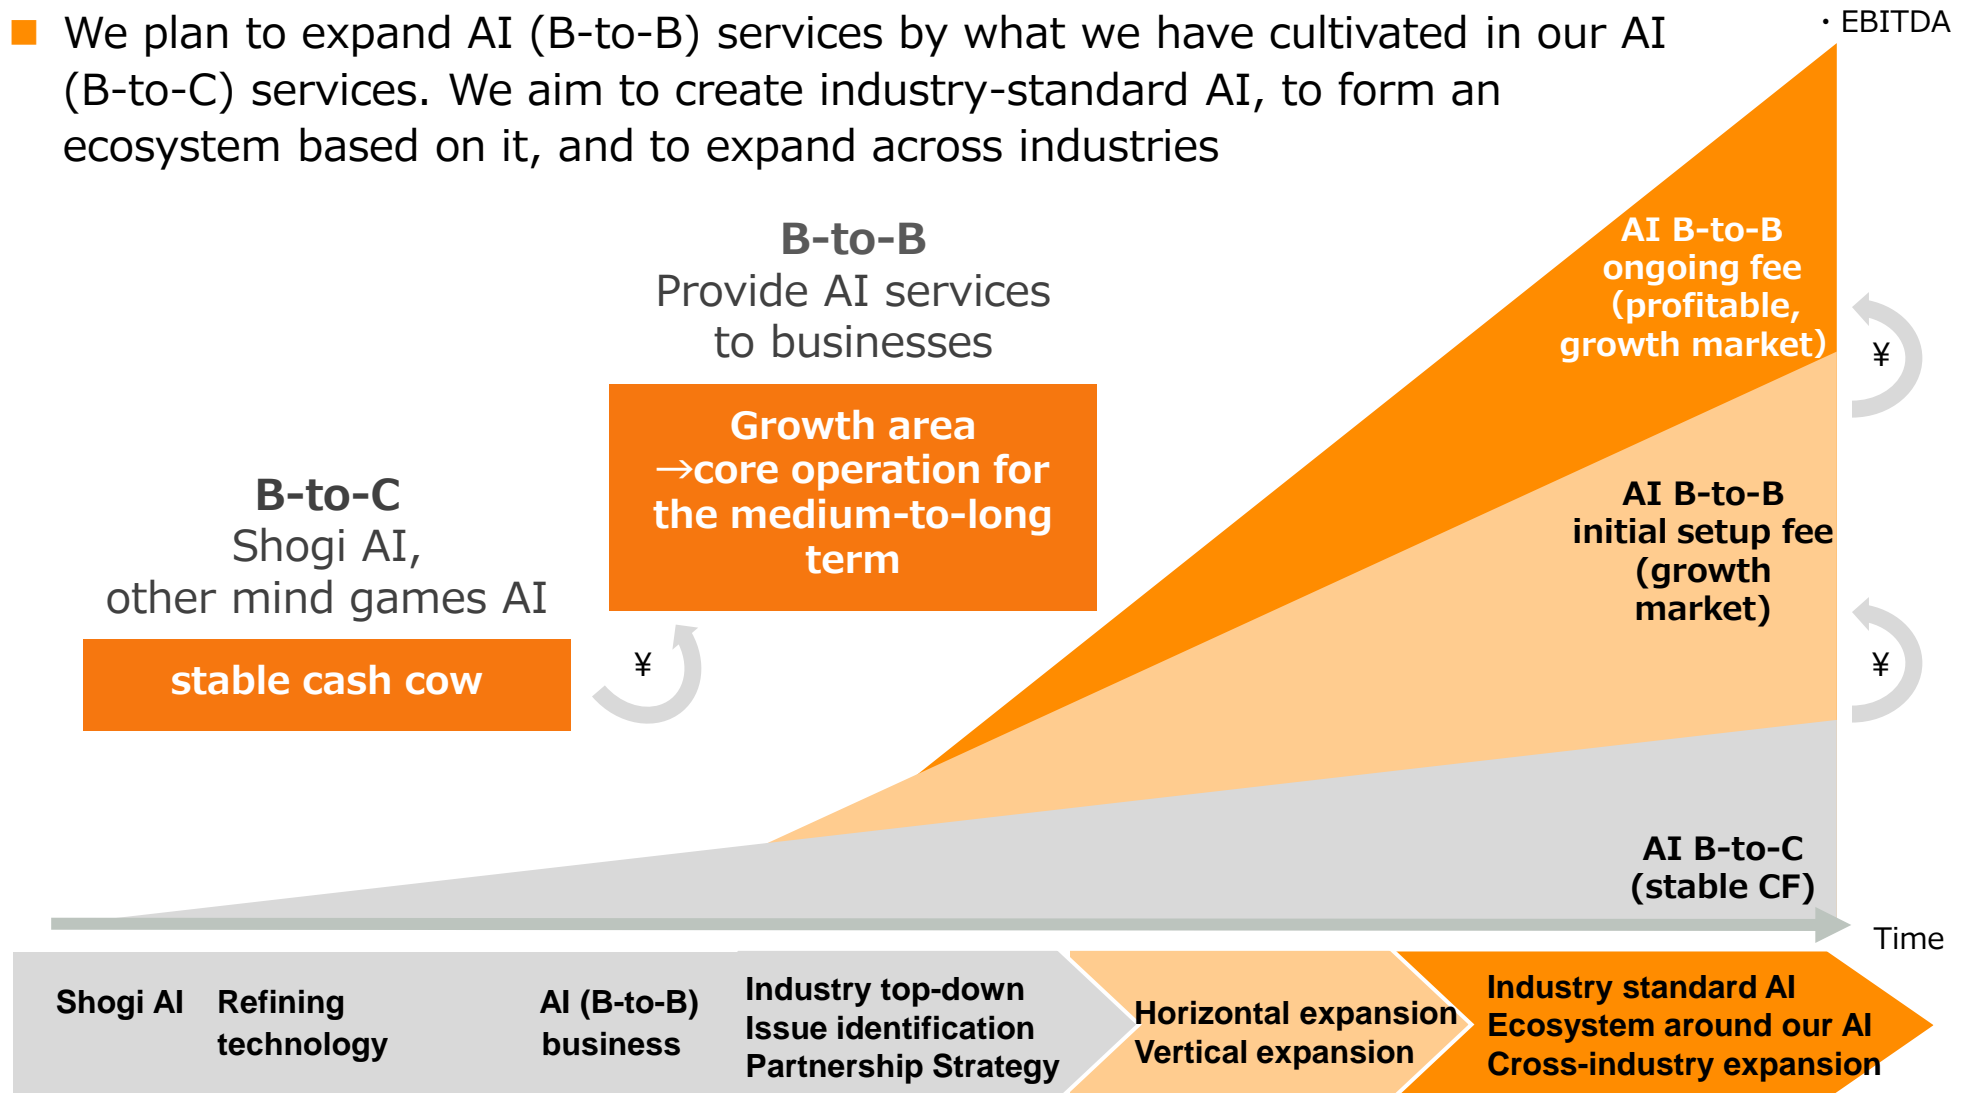 We plan to expand AI (B-to-B) services by what we have cultivated in our AI
(B-to-C) services. We aim to create industry-standard AI, to form an
ecosystem based on it, and to expand across industries
・EBITDA
B-to-B
Provide AI services
to businesses
Growth area
→core operation for
the medium-to-long
term
B-to-C
Shogi AI,
other mind games AI
stable cash cow
¥
AI B-to-B
ongoing fee
(profitable,
growth market)
¥
AI B-to-B
initial setup fee
(growth
market)
¥
AI B-to-C
(stable CF)
Time
Shogi AI
Refining
technology
AI (B-to-B)
business
Industry top-down
Issue identification
Partnership Strategy
Horizontal expansion
Vertical expansion
Industry standard AI
Ecosystem around our AI
Cross-industry expansion